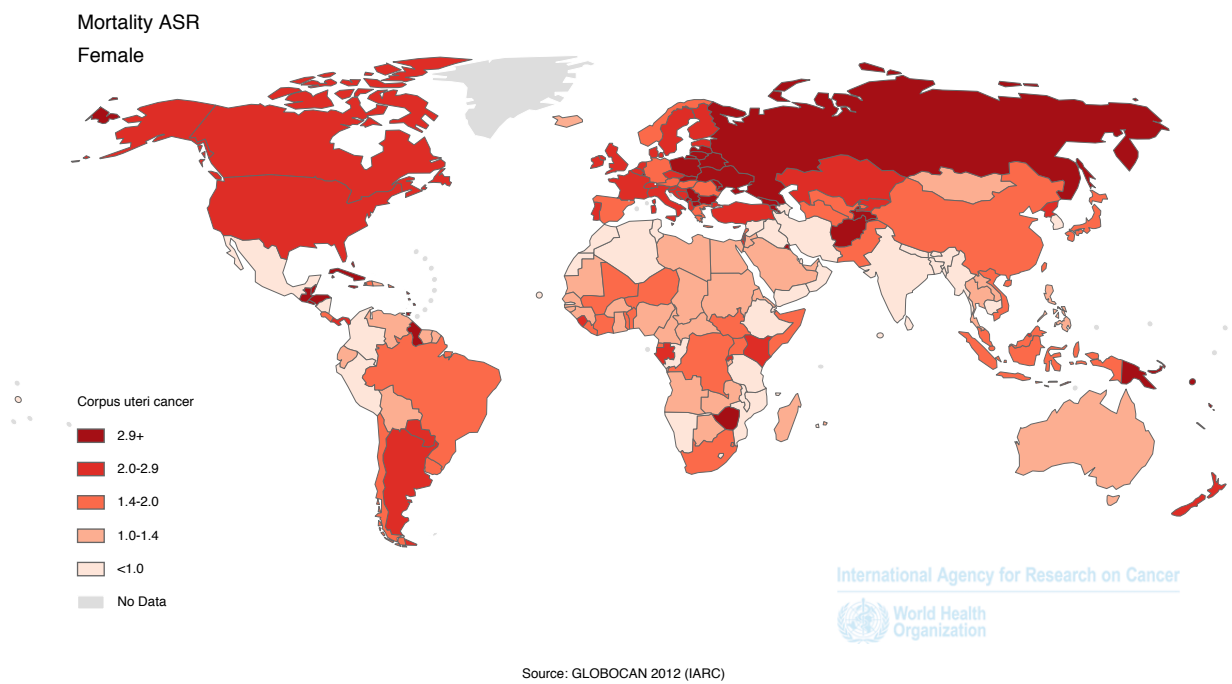 Mortality ASR
Female
Corpus uteri cancer
2.9+
2.0-2.9
1.4-2.0
1.0-1.4
<1.0
No Data
International Agency for Research on Cancer
World Health
Organization
Source: GLOBOCAN 2012 (IARC)